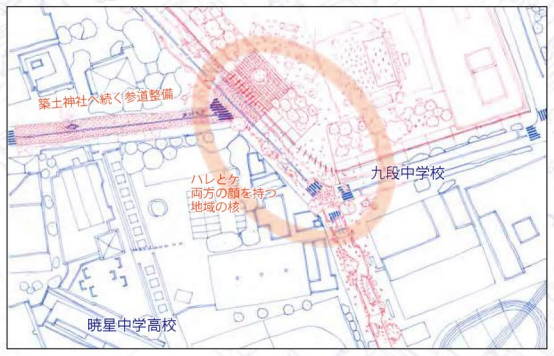 築土神社へ続く参道整備
ハレとケ
両方の顔を持つ
地域の核
九段中学校
暁星中学高校